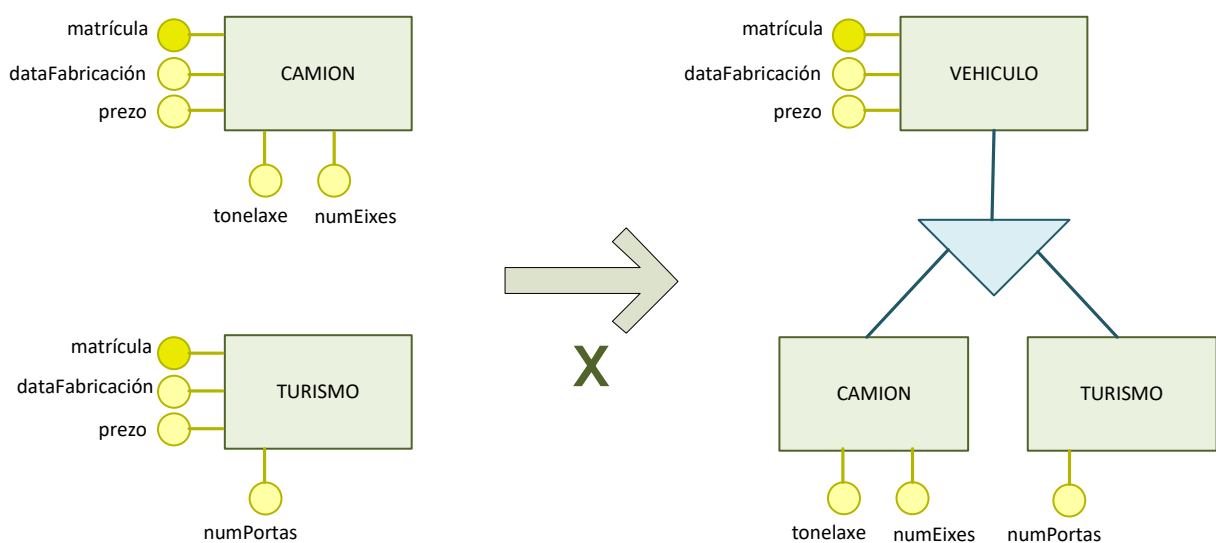 matrícula
dataFabricación
prezo
CAMION
tonelaxe
numEixes
matrícula
dataFabricación
prezo
TURISMO
numPortas
X
matrícula
dataFabricación
prezo
VEHICULO
CAMION
TURISMO
tonelaxe
numEixes
numPortas